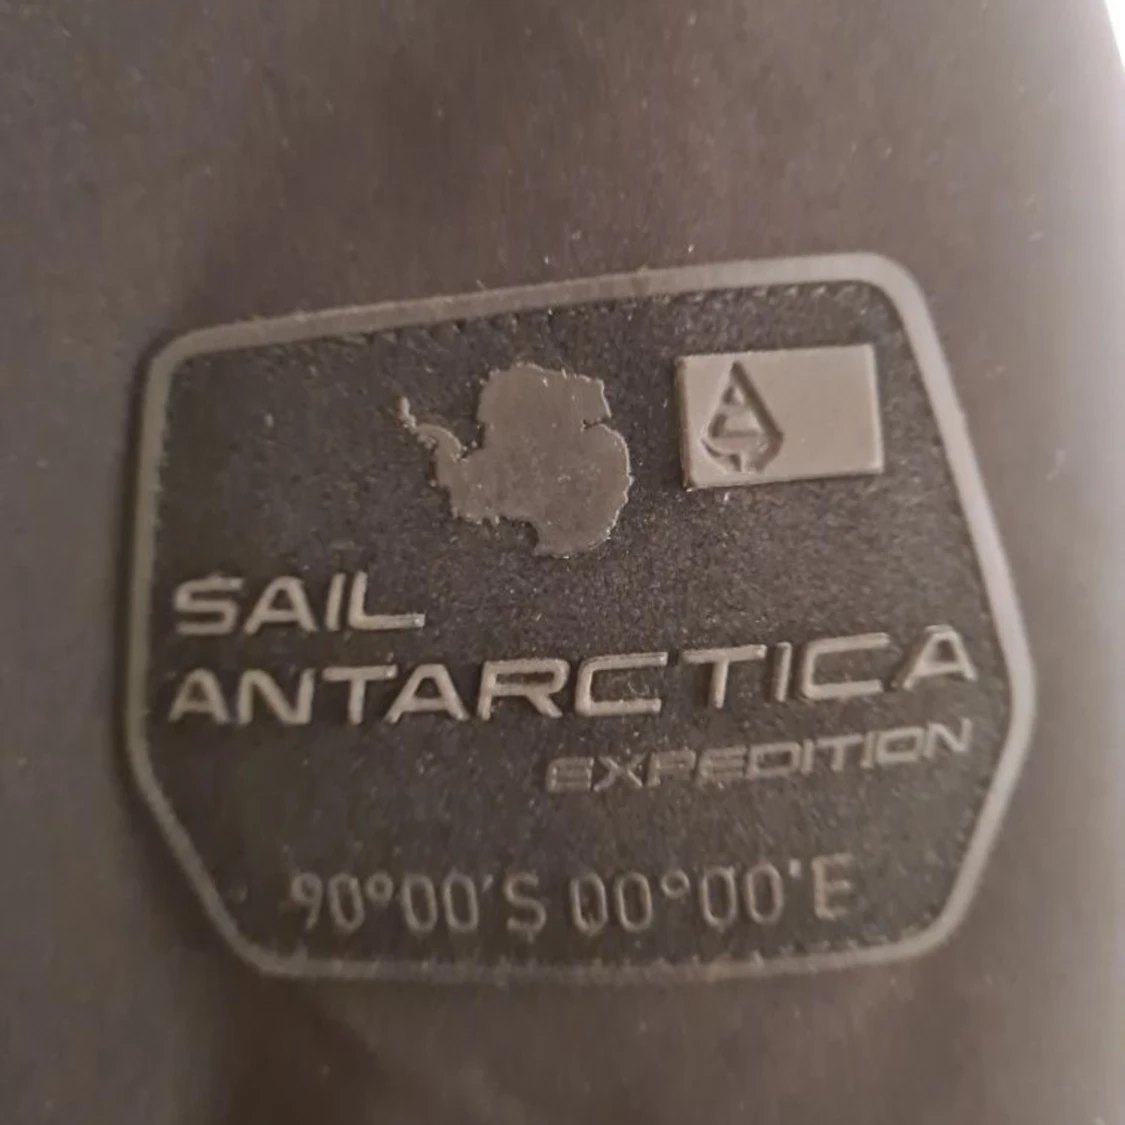 SAIL
ANTARCTICA
EXPEDITION
90°00'S 00°00'E